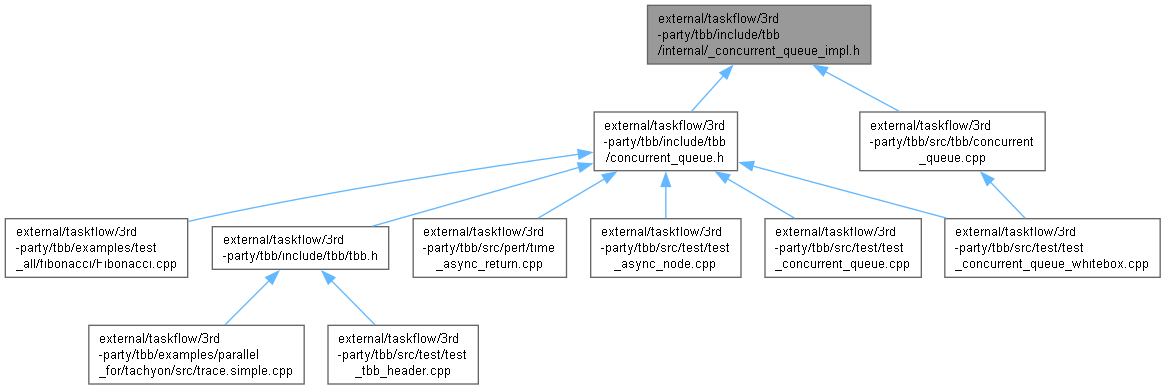 external/taskflow/3rd
-party/tbb/include/tbb
/internal/_concurrent_queue_impl.h
external/taskflow/3rd
-party/tbb/include/tbb
/concurrent_queue.h
external/taskflow/3rd
-party/tbb/src/tbb/concurrent
_queue.cpp
external/taskflow/3rd
-party/tbb/examples/test
_all/fibonacci/Fibonacci.cpp
external/taskflow/3rd
-party/tbb/include/tbb/tbb.h
external/taskflow/3rd
-party/tbb/src/perf/time
_async_return.cpp
external/taskflow/3rd
-party/tbb/src/test/test
_async_node.cpp
external/taskflow/3rd
-party/tbb/src/test/test
_concurrent_queue.cpp
external/taskflow/3rd
-party/tbb/src/test/test
_concurrent_queue_whitebox.cpp
external/taskflow/3rd
-party/tbb/examples/parallel
_for/tachyon/src/trace.simple.cpp
external/taskflow/3rd
-party/tbb/src/test/test
_tbb_header.cpp